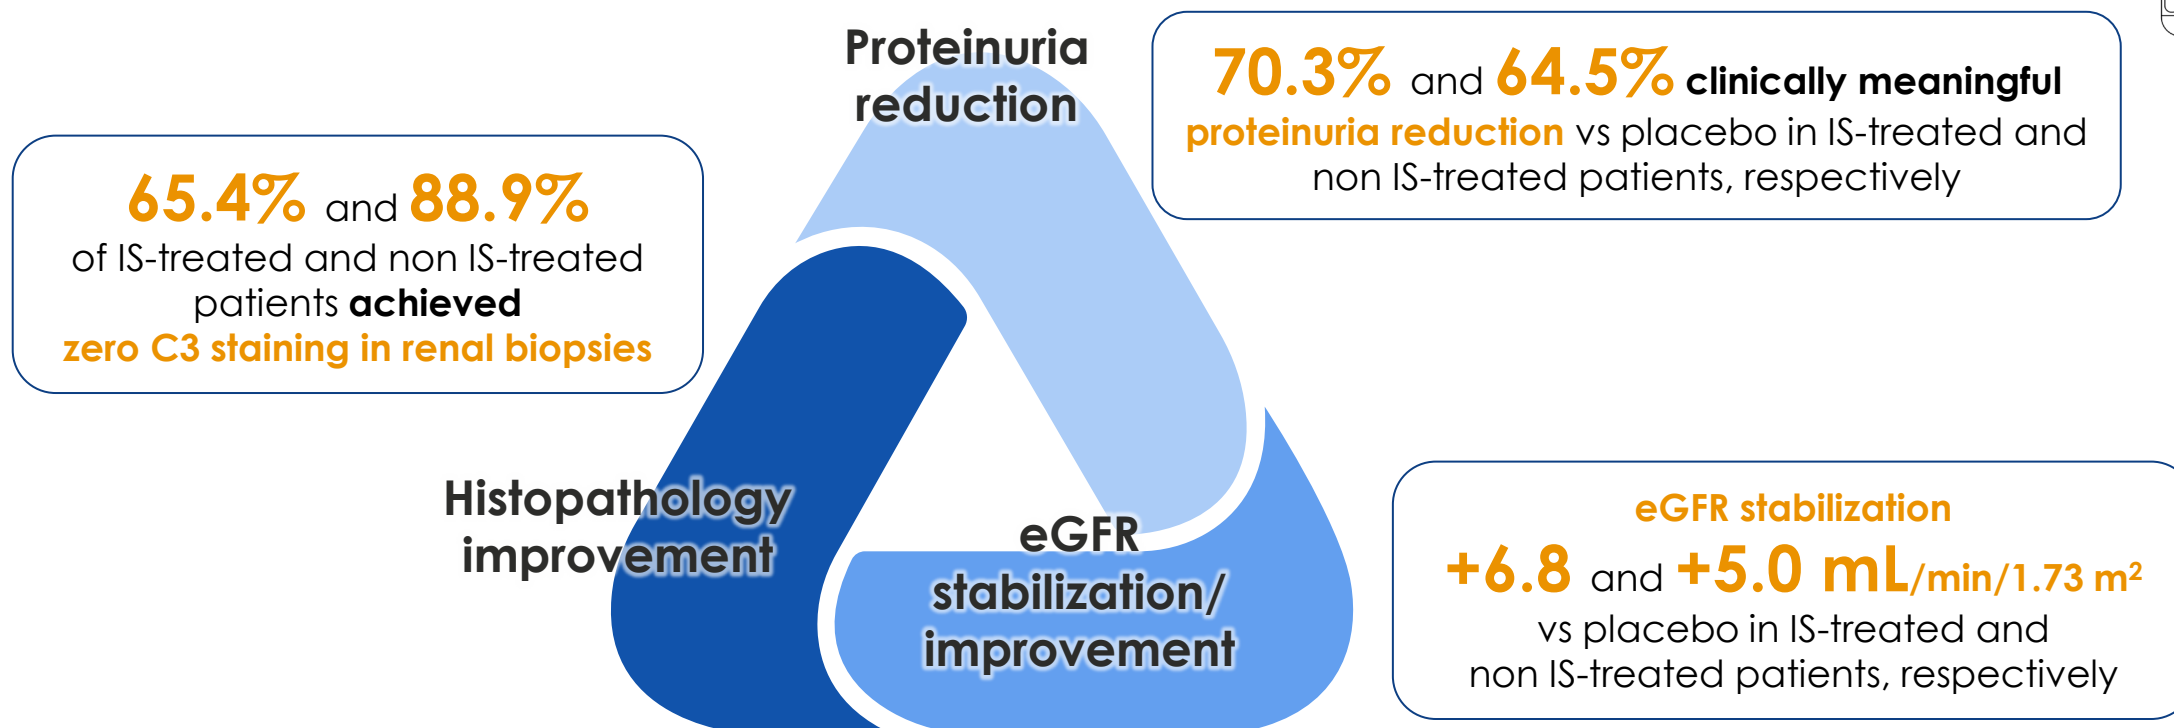 Proteinuria
reduction
70.3% and 64.5% clinically meaningful
proteinuria reduction vs placebo in IS-treated and
non IS-treated patients, respectively
65.4% and 88.9%
of IS-treated and non IS-treated
patients achieved
zero C3 staining in renal biopsies
Histopathology
improvement
eGFR
stabilization/
improvement
eGFR stabilization
+6.8 and +5.0 mL/min/1.73 m²
vs placebo in IS-treated and
non IS-treated patients, respectively